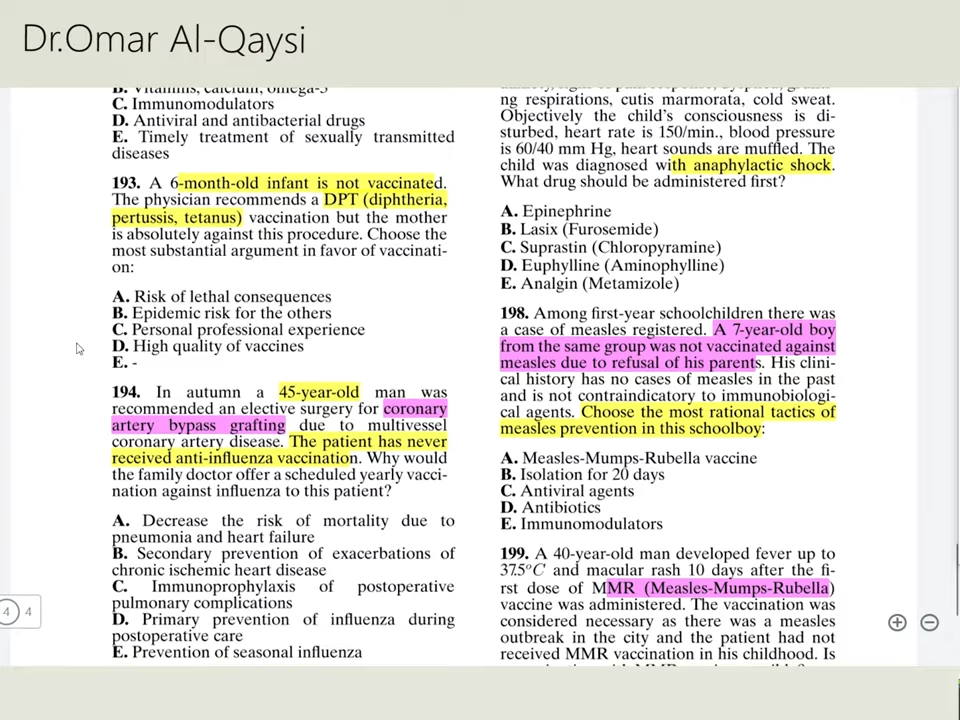 Dr.Omar Al-Qaysi
B. Vitamins, calcium, omega-3
C. Immunomodulators
D. Antiviral and antibacterial drugs
E. Timely treatment of sexually transmitted
diseases
193. A 6-month-old infant is not vaccinated.
The physician recommends a DPT (diphtheria,
pertussis, tetanus) vaccination but the mother
is absolutely against this procedure. Choose the
most substantial argument in favor of vaccinati-
on:
A. Risk of lethal consequences
B. Epidemic risk for the others
C. Personal professional experience
D. High quality of vaccines
E. -
194. In autumn a 45-year-old man was
recommended an elective surgery for coronary
artery bypass grafting due to multivessel
coronary artery disease. The patient has never
received anti-influenza vaccination. Why would
the family doctor offer a scheduled yearly vacci-
nation against influenza to this patient?
A. Decrease the risk of mortality due to
pneumonia and heart failure
B. Secondary prevention of exacerbations of
chronic ischemic heart disease
C. Immunoprophylaxis of postoperative
pulmonary complications
D. Primary prevention of influenza during
postoperative care
E. Prevention of seasonal influenza
4 4
ng respirations, cutis marmorata, cold sweat.
Objectively the child's consciousness is di-
sturbed, heart rate is 150/min., blood pressure
is 60/40 mm Hg, heart sounds are muffled. The
child was diagnosed with anaphylactic shock.
What drug should be administered first?
A. Epinephrine
B. Lasix (Furosemide)
C. Suprastin (Chloropyramine)
D. Euphylline (Aminophylline)
E. Analgin (Metamizole)
198. Among first-year schoolchildren there was
a case of measles registered. A 7-year-old boy
from the same group was not vaccinated against
measles due to refusal of his parents. His clini-
cal history has no cases of measles in the past
and is not contraindicatory to immunobiologi-
cal agents. Choose the most rational tactics of
measles prevention in this schoolboy:
A. Measles-Mumps-Rubella vaccine
B. Isolation for 20 days
C. Antiviral agents
D. Antibiotics
E. Immunomodulators
199. A 40-year-old man developed fever up to
37.5°C and macular rash 10 days after the fi-
rst dose of MMR (Measles-Mumps-Rubella)
vaccine was administered. The vaccination was
considered necessary as there was a measles
outbreak in the city and the patient had not
received MMR vaccination in his childhood. Is